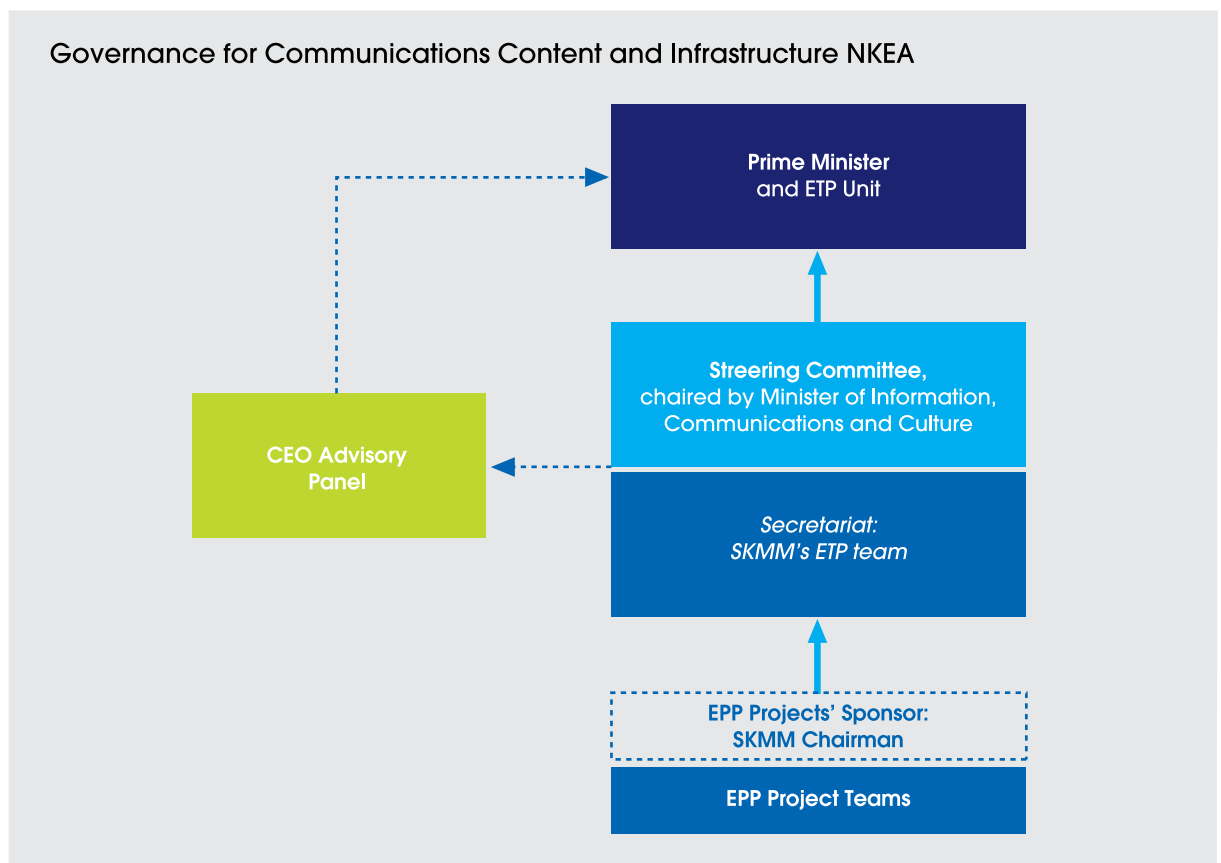 Governance for Communications Content and Infrastructure NKEA
Prime Minister
and ETP Unit
Streering Committee,
chaired by Minister of Information,
Communications and Culture
CEO Advisory
Panel
Secretariat:
SKMM's ETP team
EPP Projects' Sponsor:
SKMM Chairman
EPP Project Teams